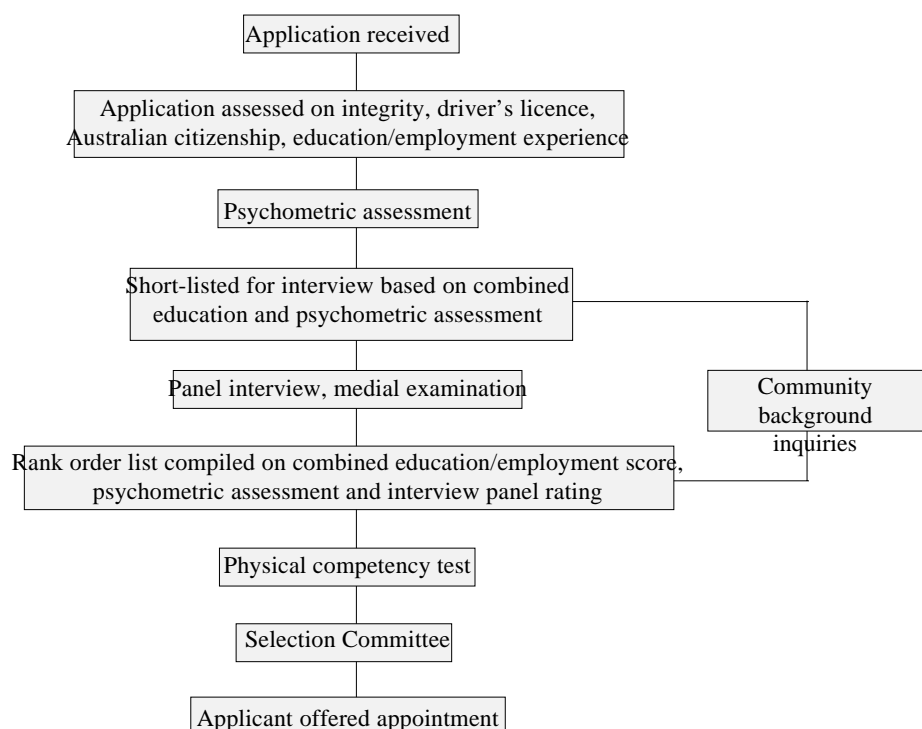 Application received
Application assessed on integrity, driver’s licence,
Australian citizenship, education/employment experience
Psychometric assessment
Short-listed for interview based on combined
education and psychometric assessment
Panel interview, medial examination
Community
background
inquiries
Rank order list compiled on combined education/employment score,
psychometric assessment and interview panel rating
Physical competency test
Selection Committee
Applicant offered appointment